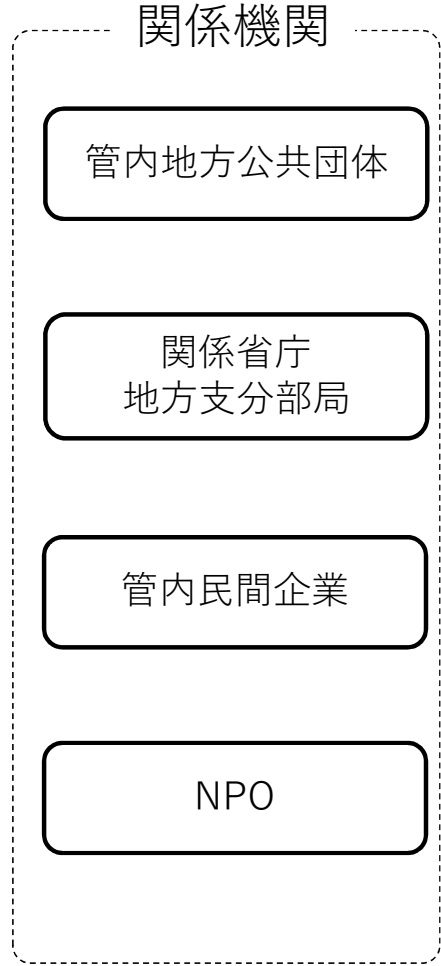 関係機関
管内地方公共団体
関係省庁
地方支分部局
管内民間企業
NPO